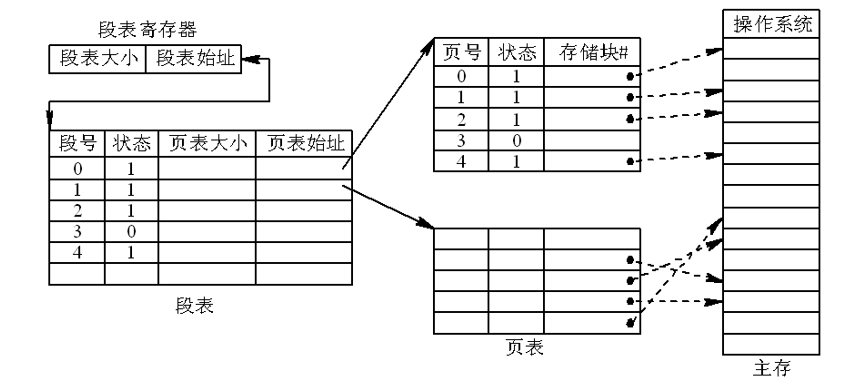 段表寄存器
段表大小 段表始址
段号 状态 页表大小 页表始址
0 1
1 1
2 1
3 0
4 1
段表
页号 状态 存储块#
0 1
1 1
2 1
3 0
4 1
页表
操作系统
主存